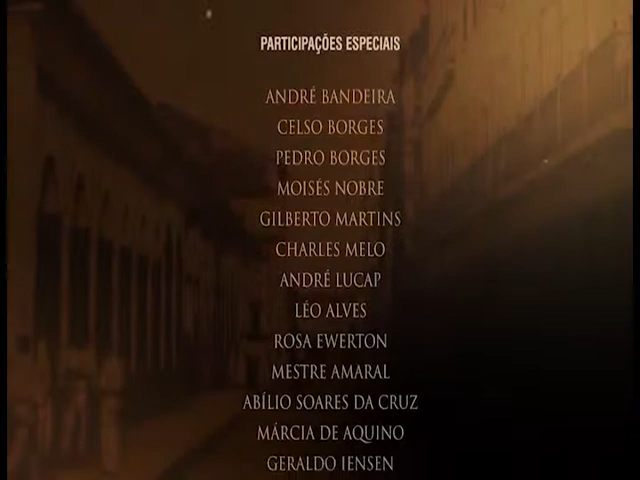 PARTICIPAÇÕES ESPECIAIS
ANDRÉ BANDEIRA
CELSO BORGES
PEDRO BORGES
MOISÉS NOBRE
GILBERTO MARTINS
CHARLES MELO
ANDRÉ LUCAP
LÉO ALVES
ROSA EWERTON
MESTRE AMARAL
ABÍLIO SOARES DA CRUZ
MÁRCIA DE AQUINO
GERALDO IENSEN